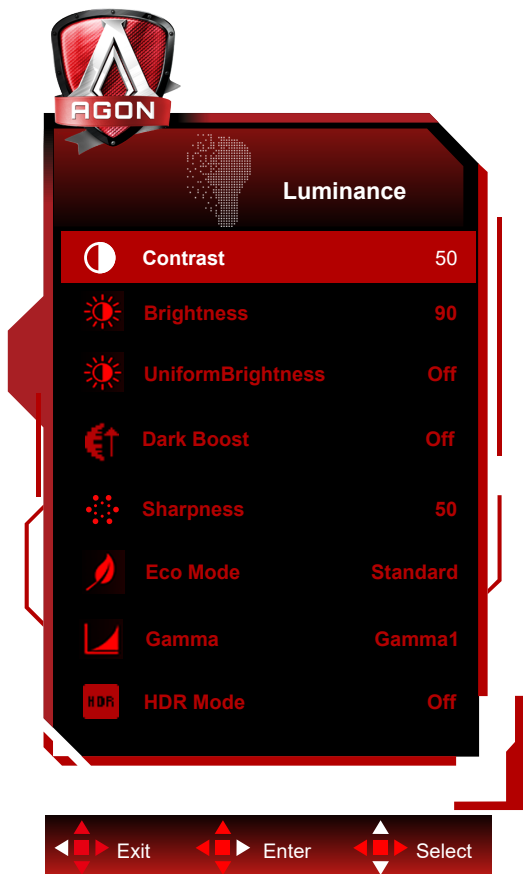 AGON
Luminance
Contrast 50
Brightness 90
UniformBrightness Off
Dark Boost Off
Sharpness 50
Eco Mode Standard
Gamma Gamma1
HDR HDR Mode Off
Exit Enter Select